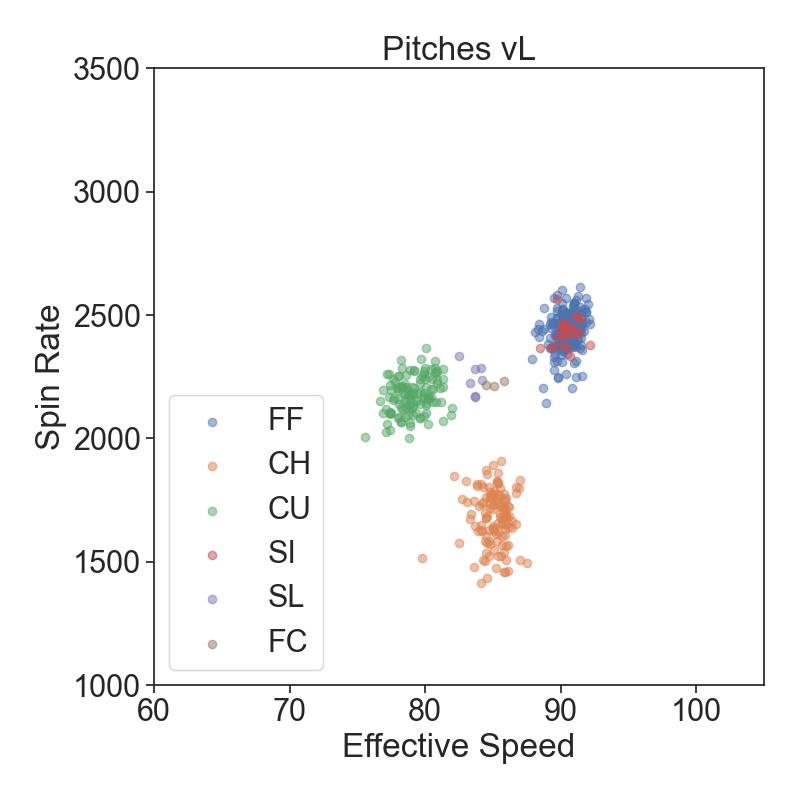 Pitches vL
3500
3000
2500
2000
1500
1000
Spin Rate
FF
CH
CU
SI
SL
FC
60 70 80 90 100
Effective Speed